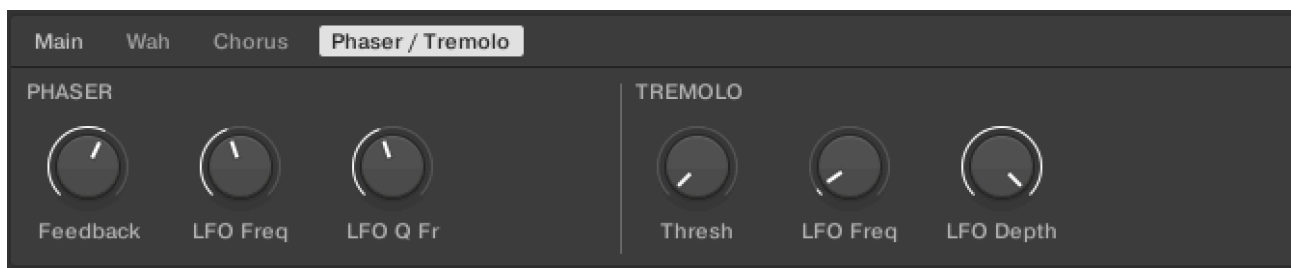 Main Wah Chorus Phaser / Tremolo
PHASER
Feedback LFO Freq LFO Q Fr
TREMOLO
Thresh LFO Freq LFO Depth